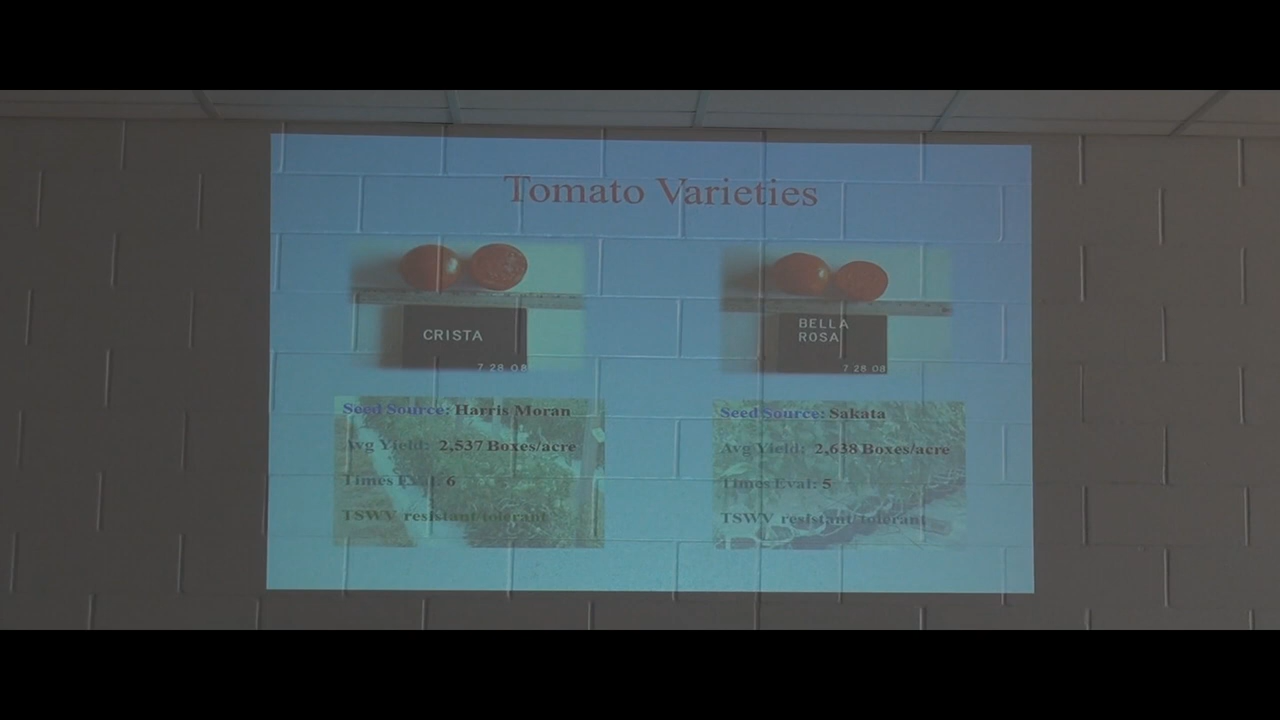 Tomato Varieties
CRISTA
7 28 08
Seed Source: Harris Moran
Avg Yield: 2,537 Boxes/acre
Times Eval: 6
TSWV resistant/tolerant
BELLA
ROSA
7 28 08
Seed Source: Sakata
Avg Yield: 2,638 Boxes/acre
Times Eval: 5
TSWV resistant/tolerant